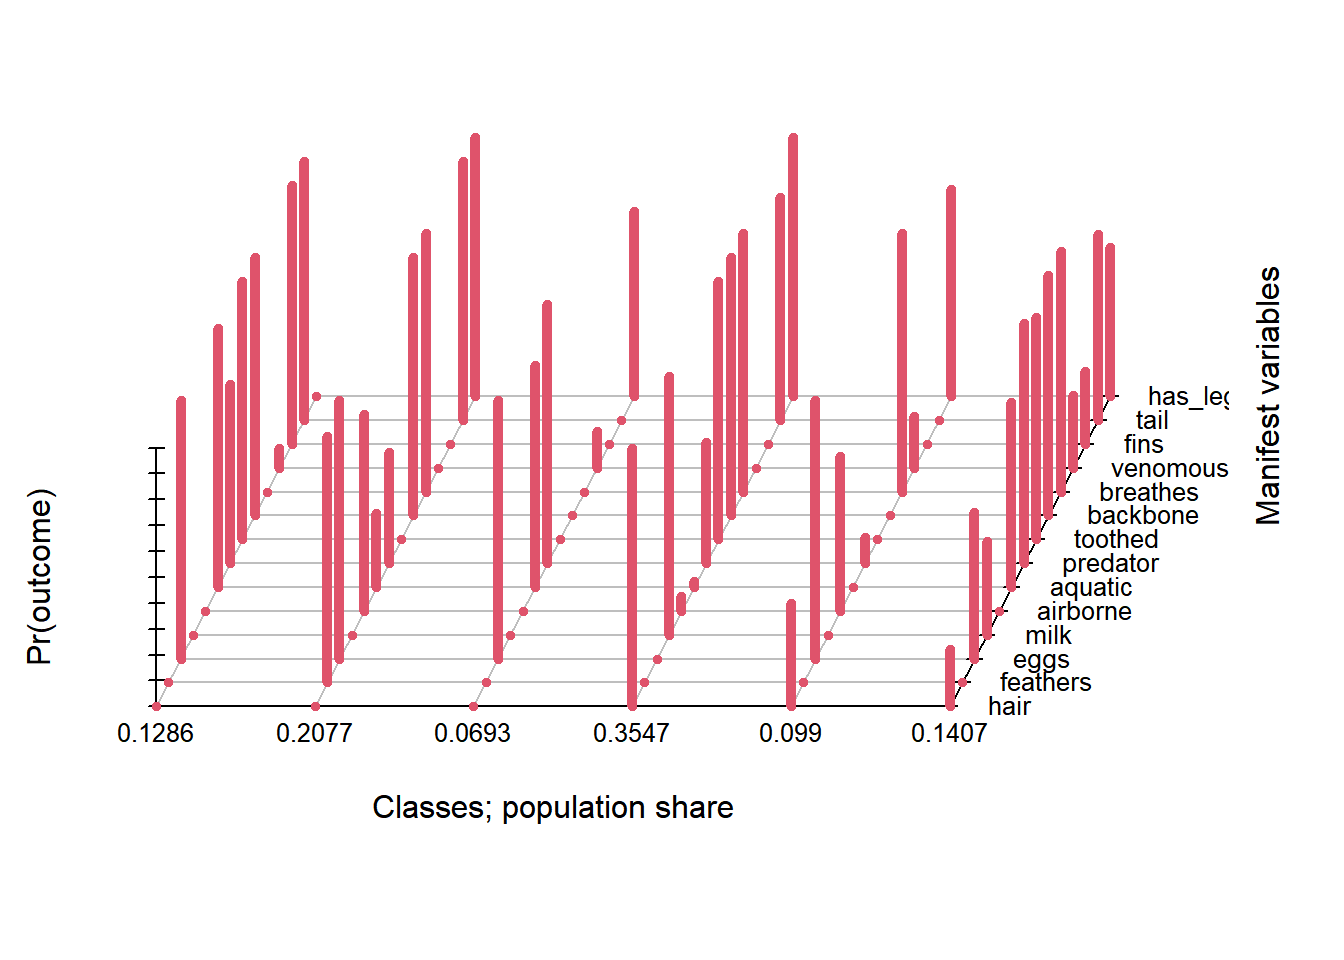 has_leg
tail
fins
venomous
breathes
backbone
toothed
predator
aquatic
airborne
milk
eggs
feathers
hair
Manifest variables
Pr(outcome)
0.1286 0.2077 0.0693 0.3547 0.099 0.1407
Classes; population share